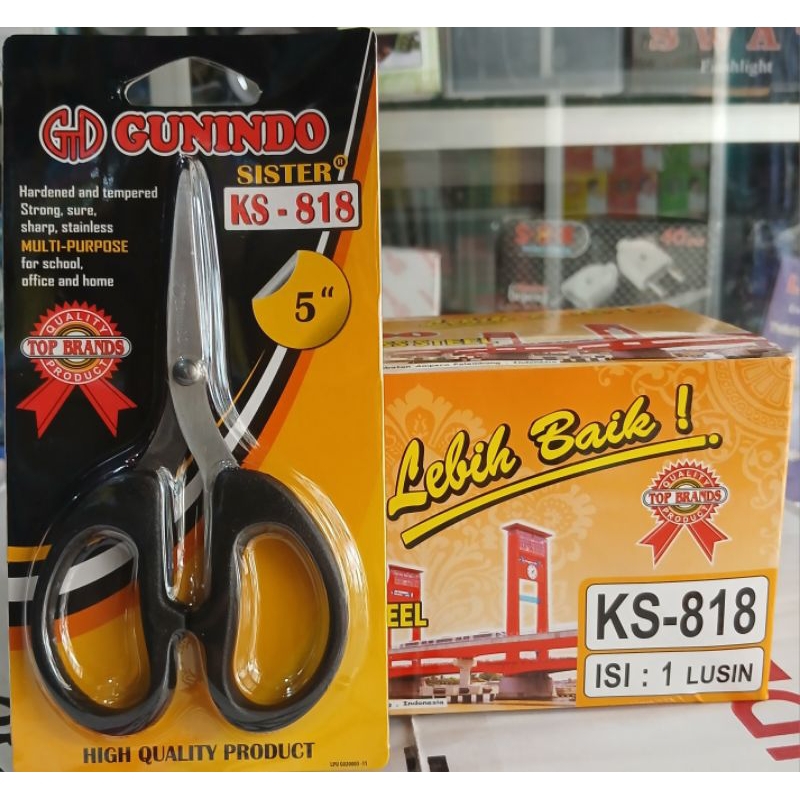 GUNINDO
SISTER®
KS - 818
Hardened and tempered
Strong, sure,
sharp, stainless
MULTI-PURPOSE
for school,
office and home
5"
QUALITY
TOP BRANDS
PRODUCT
HIGH QUALITY PRODUCT
Lebih Baik !
QUALITY
TOP BRANDS
PRODUCT
KS-818
ISI : 1 LUSIN
EEL
, Indonesia
Flashlight